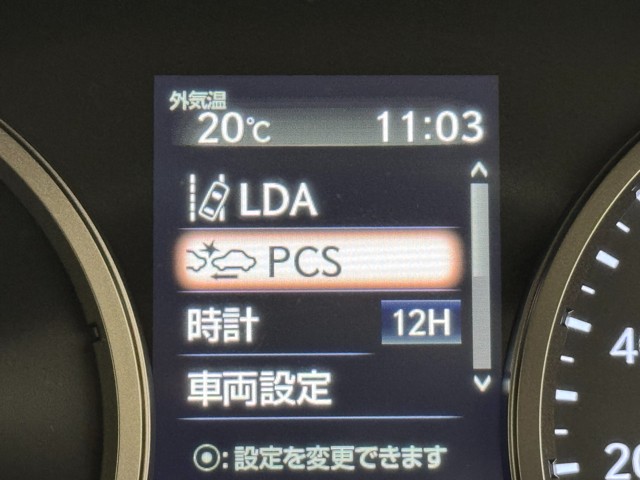 外気温
20℃ 11:03
LDA
PCS
時計 12H
車両設定
◉:設定を変更できます
20